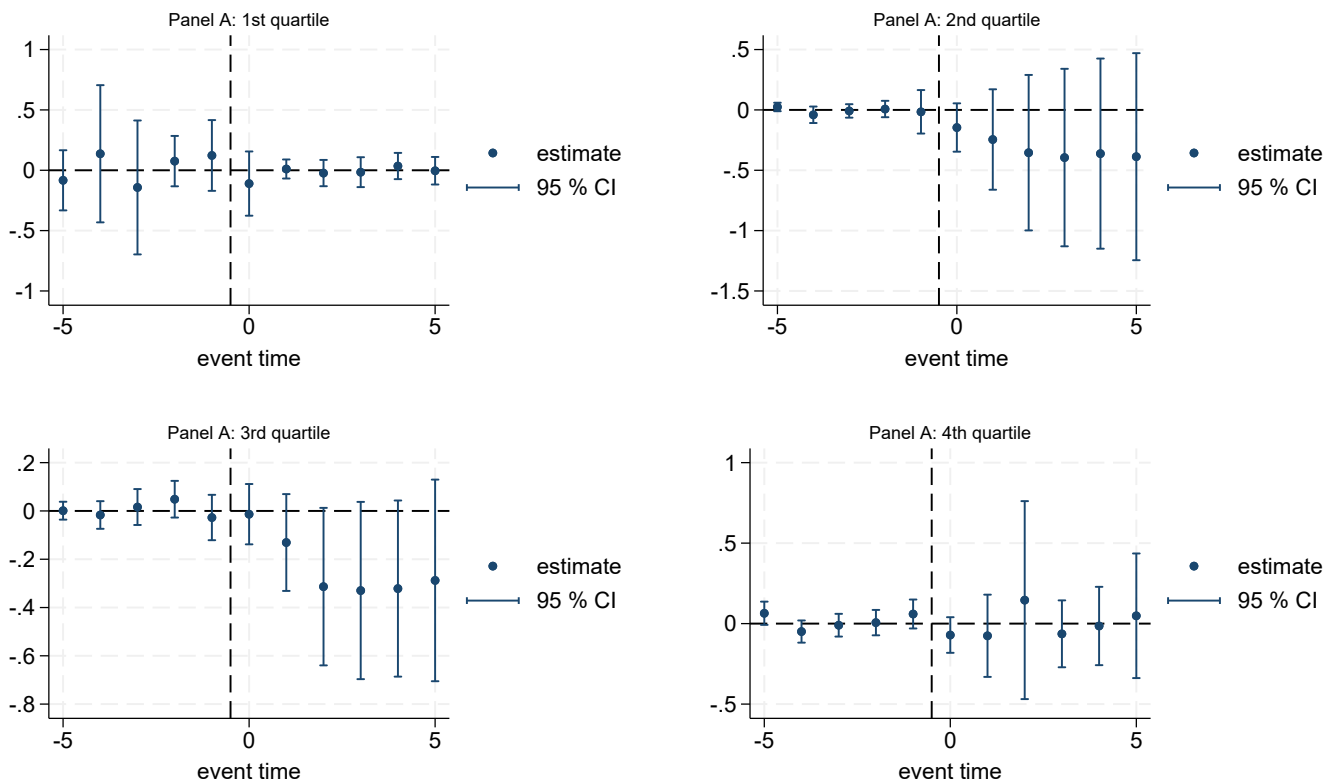 Panel A: 1st quartile
1
.5
0
-.5
-1
-5
0
5
event time
estimate
95 % CI
Panel A: 2nd quartile
.5
0
-.5
-1
-1.5
-5
0
5
event time
estimate
95 % CI
Panel A: 3rd quartile
.2
0
-.2
-.4
-.6
-.8
-5
0
5
event time
estimate
95 % CI
Panel A: 4th quartile
1
.5
0
-.5
-5
0
5
event time
estimate
95 % CI